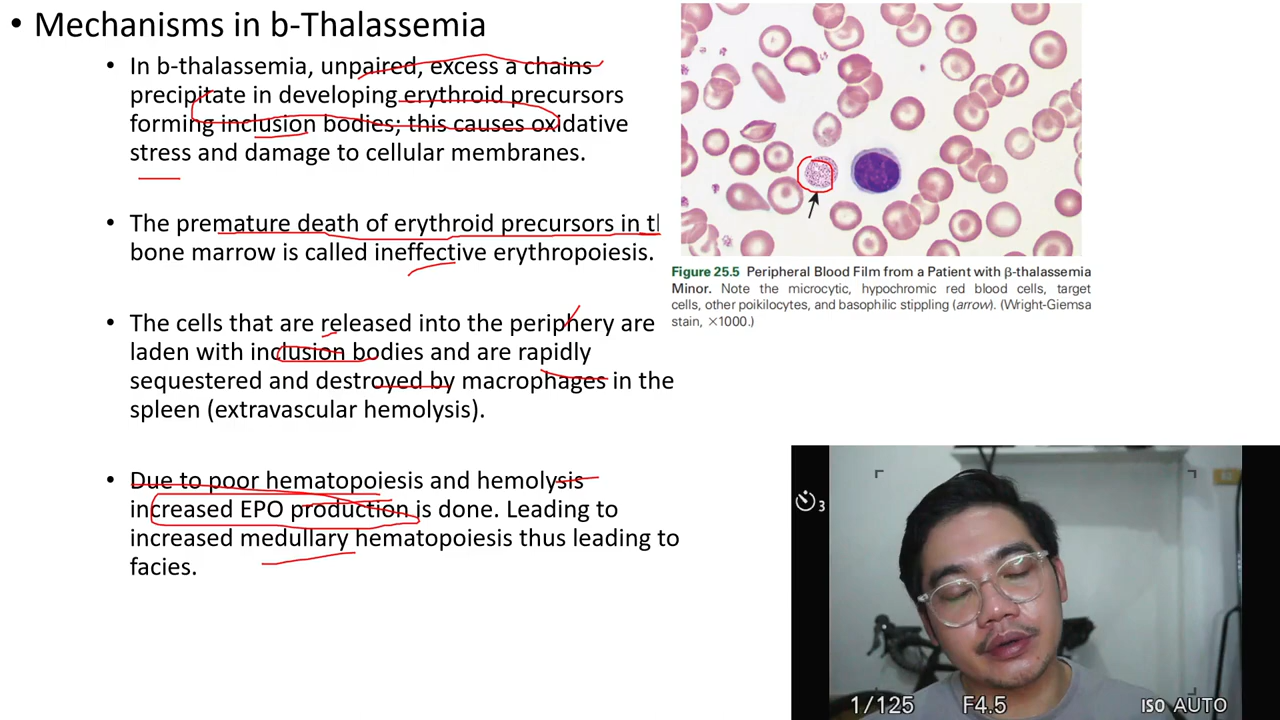 • Mechanisms in b-Thalassemia
• In b-thalassemia, unpaired, excess a chains
precipitate in developing erythroid precursors
forming inclusion bodies; this causes oxidative
stress and damage to cellular membranes.
• The premature death of erythroid precursors in
bone marrow is called ineffective erythropoiesis.
• The cells that are released into the periphery are
laden with inclusion bodies and are rapidly
sequestered and destroyed by macrophages in the
spleen (extravascular hemolysis).
• Due to poor hematopoiesis and hemolysis
increased EPO production is done. Leading to
increased medullary hematopoiesis thus leading to
facies.
Figure 25.5 Peripheral Blood Film from a Patient with β-thalassemia
Minor. Note the microcytic, hypochromic red blood cells, target
cells, other poikilocytes, and basophilic stippling (arrow). (Wright-Giemsa
stain, ×1000.)
3
1/125 F4.5 ISO AUTO